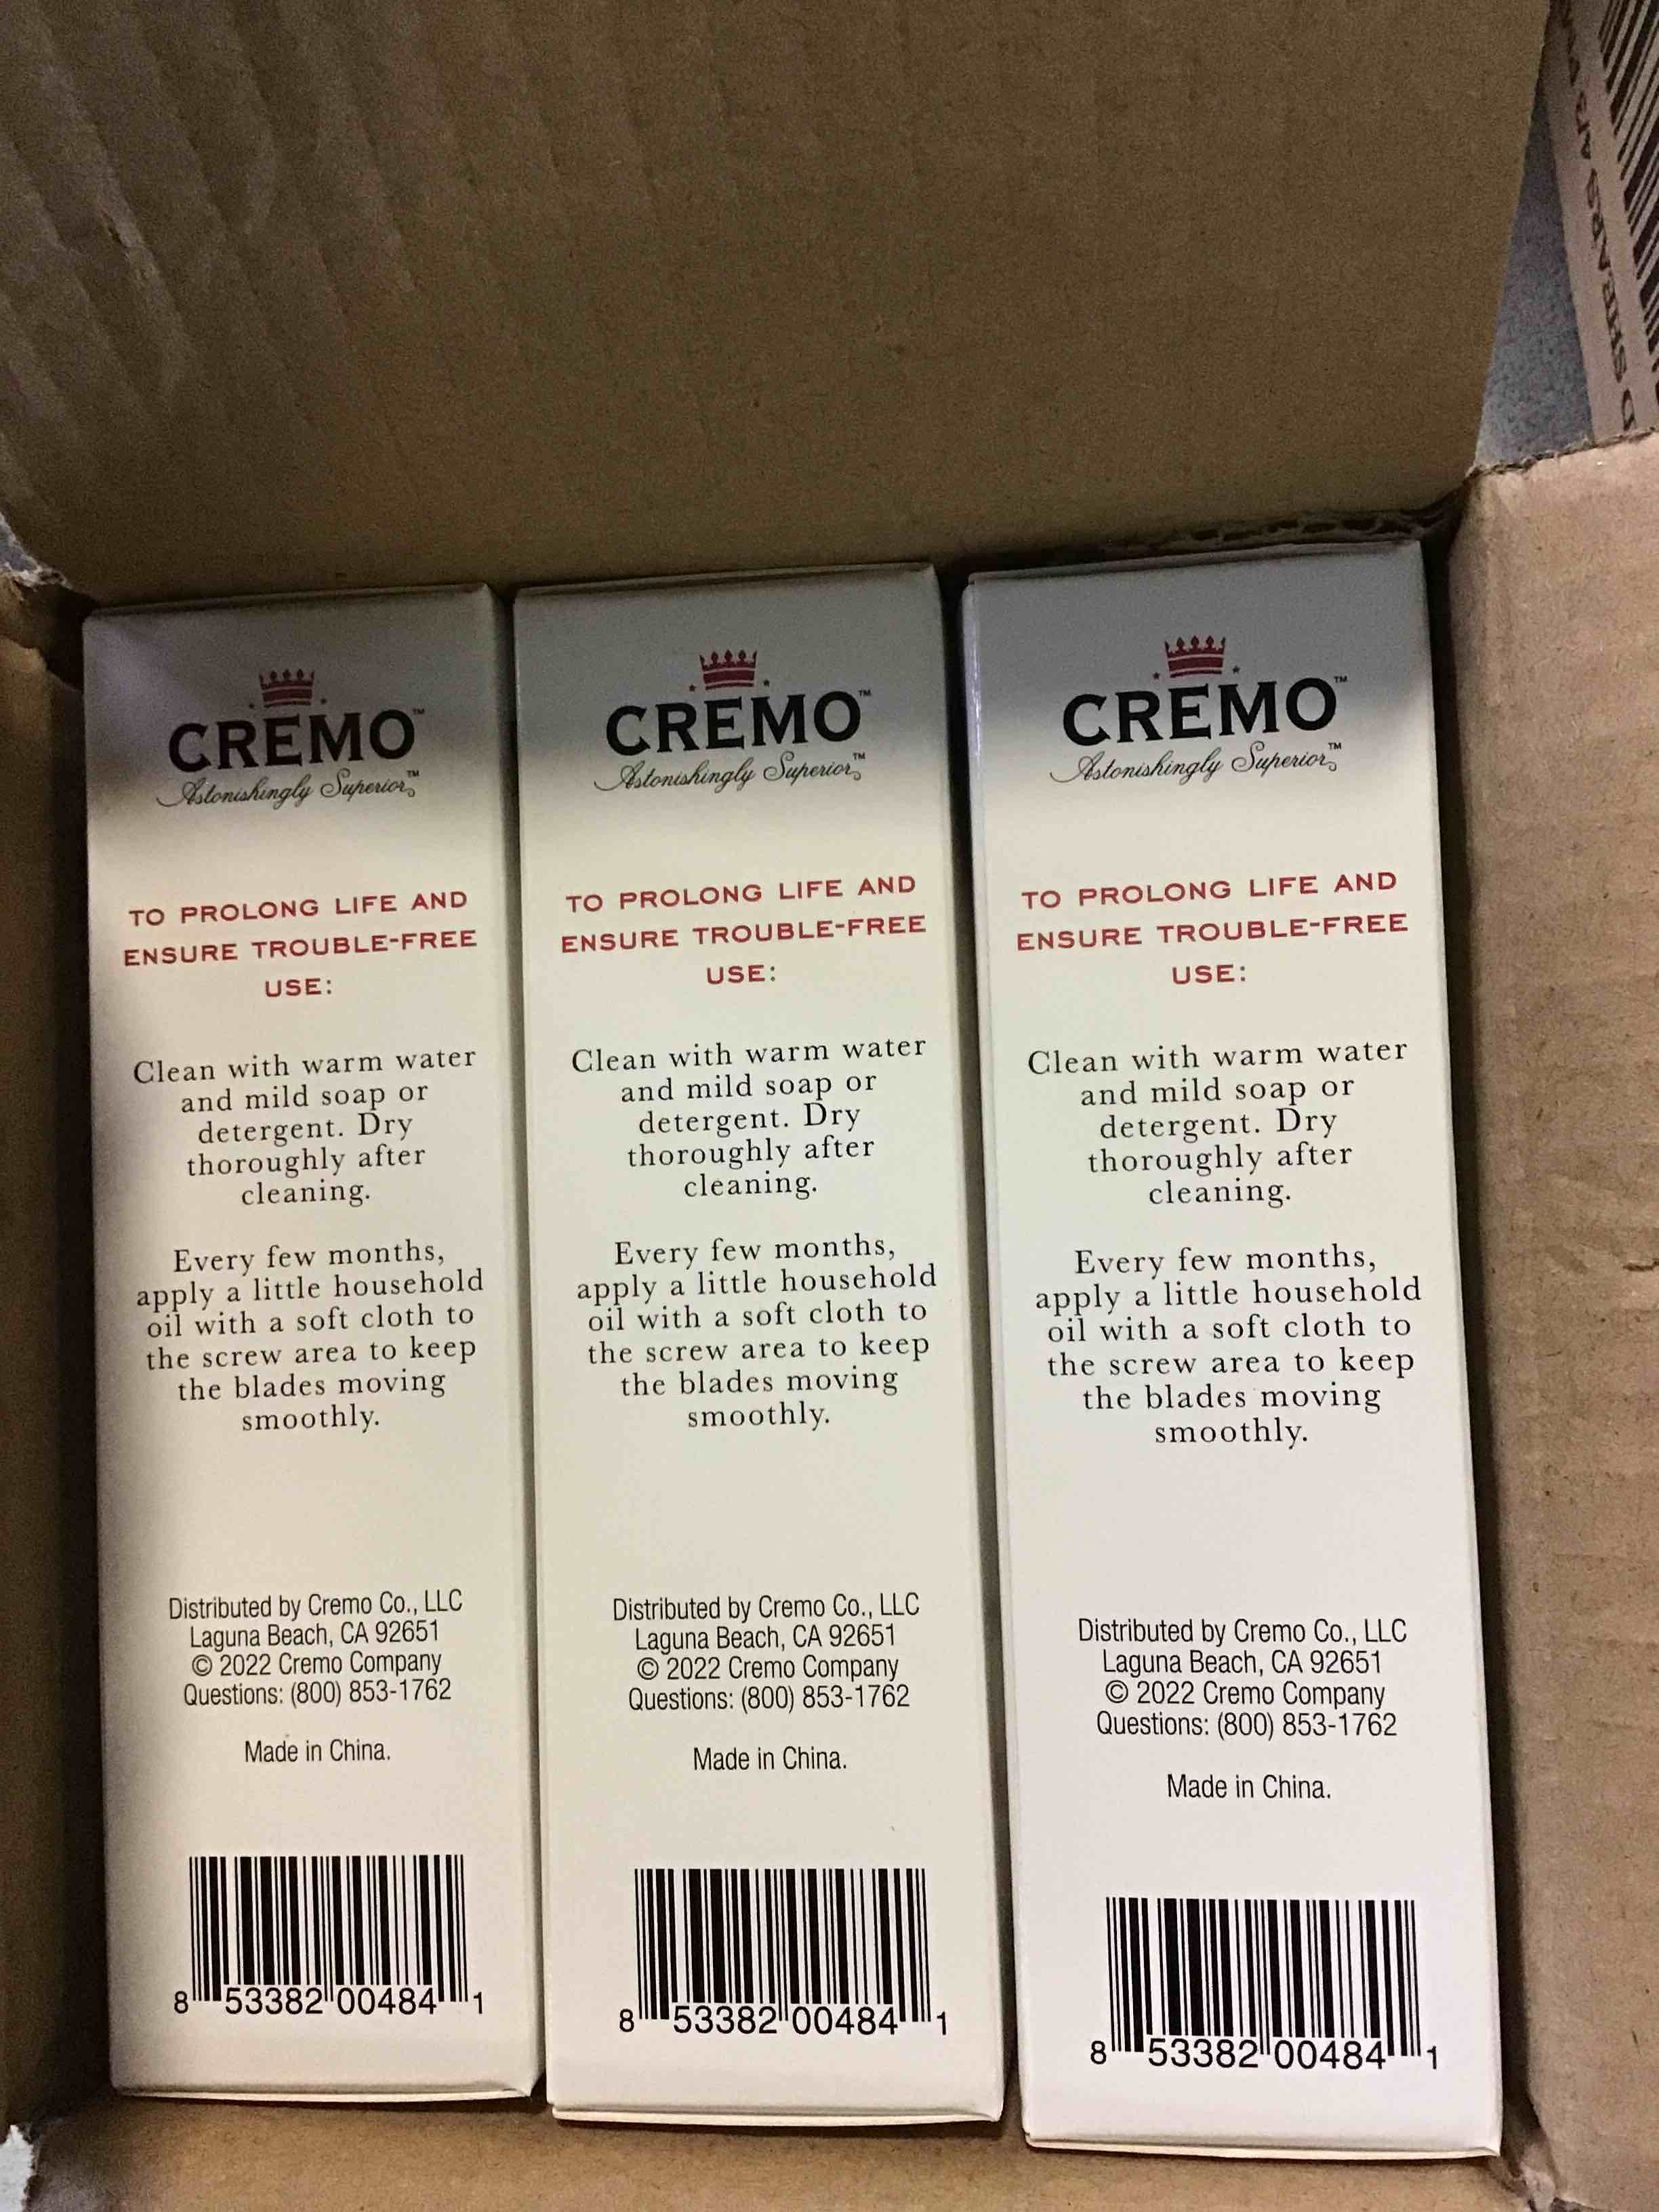 D SHEARS
CREMO™
Astonishingly Superior™
TO PROLONG LIFE AND
ENSURE TROUBLE-FREE
USE:
Clean with warm water
and mild soap or
detergent. Dry
thoroughly after
cleaning.
Every few months,
apply a little household
oil with a soft cloth to
the screw area to keep
the blades moving
smoothly.
Distributed by Cremo Co., LLC
Laguna Beach, CA 92651
© 2022 Cremo Company
Questions: (800) 853-1762
Made in China.
8 53382 00484 1
CREMO™
Astonishingly Superior™
TO PROLONG LIFE AND
ENSURE TROUBLE-FREE
USE:
Clean with warm water
and mild soap or
detergent. Dry
thoroughly after
cleaning.
Every few months,
apply a little household
oil with a soft cloth to
the screw area to keep
the blades moving
smoothly.
Distributed by Cremo Co., LLC
Laguna Beach, CA 92651
© 2022 Cremo Company
Questions: (800) 853-1762
Made in China.
8 53382 00484 1
CREMO™
Astonishingly Superior™
TO PROLONG LIFE AND
ENSURE TROUBLE-FREE
USE:
Clean with warm water
and mild soap or
detergent. Dry
thoroughly after
cleaning.
Every few months,
apply a little household
oil with a soft cloth to
the screw area to keep
the blades moving
smoothly.
Distributed by Cremo Co., LLC
Laguna Beach, CA 92651
© 2022 Cremo Company
Questions: (800) 853-1762
Made in China.
8 53382 00484 1